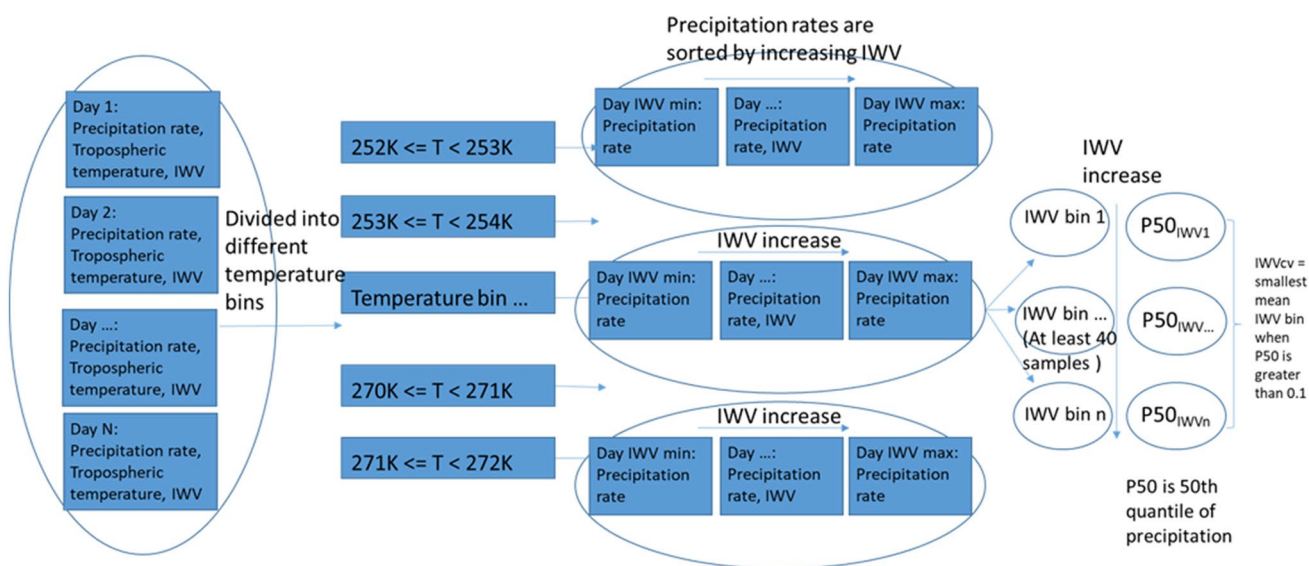 Day 1:
Precipitation rate,
Tropospheric
temperature, IWV
Day 2:
Precipitation rate,
Tropospheric
temperature, IWV
Day ...:
Precipitation rate,
Tropospheric
temperature, IWV
Day N:
Precipitation rate,
Tropospheric
temperature, IWV
Divided into
different
temperature
bins
252K <= T < 253K
253K <= T < 254K
Temperature bin ...
270K <= T < 271K
271K <= T < 272K
Precipitation rates are
sorted by increasing IWV
Day IWV min:
Precipitation
rate
Day ...:
Precipitation
rate, IWV
Day IWV max:
Precipitation
rate
IWV increase
Day IWV min:
Precipitation
rate
Day ...:
Precipitation
rate, IWV
Day IWV max:
Precipitation
rate
IWV increase
Day IWV min:
Precipitation
rate
Day ...:
Precipitation
rate, IWV
Day IWV max:
Precipitation
rate
IWV
increase
IWV bin 1
IWV bin ...
(At least 40
samples )
IWV bin n
P50IWV1
P50IWV...
P50IWVn
P50 is 50th
quantile of
precipitation
IWVcv =
smallest
mean
IWV bin
when
P50 is
greater
than 0.1